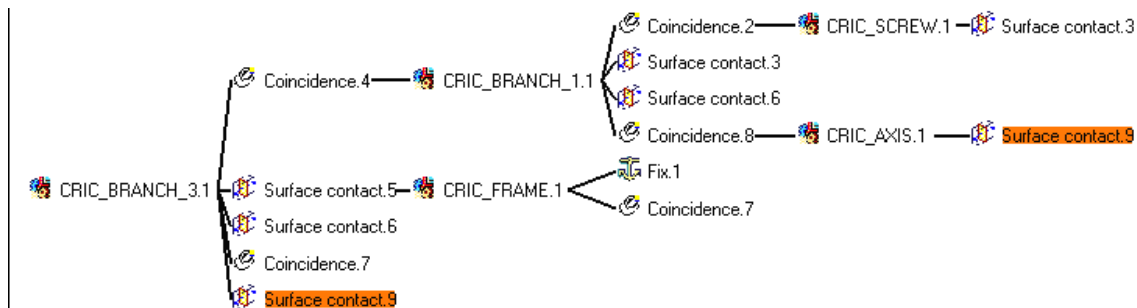 Coincidence.2 CRIC_SCREW.1 Surface contact.3
Surface contact.3
Coincidence.4 CRIC_BRANCH_1.1
Surface contact.6
Coincidence.8 CRIC_AXIS.1 Surface contact.9
Fix.1
CRIC_BRANCH_3.1 Surface contact.5 CRIC_FRAME.1
Coincidence.7
Surface contact.6
Coincidence.7
Surface contact.9